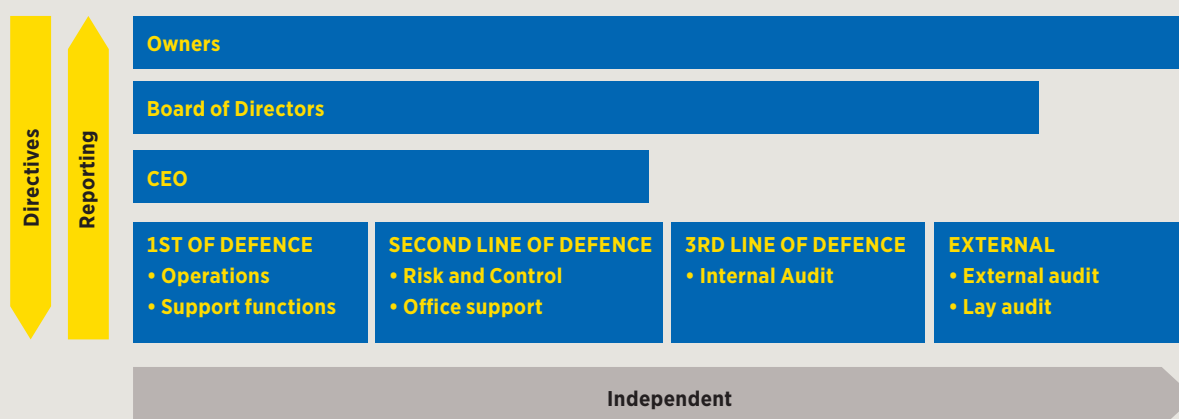 Directives
Reporting
Owners
Board of Directors
CEO
1ST OF DEFENCE
• Operations
• Support functions
SECOND LINE OF DEFENCE
• Risk and Control
• Office support
3RD LINE OF DEFENCE
• Internal Audit
EXTERNAL
• External audit
• Lay audit
Independent